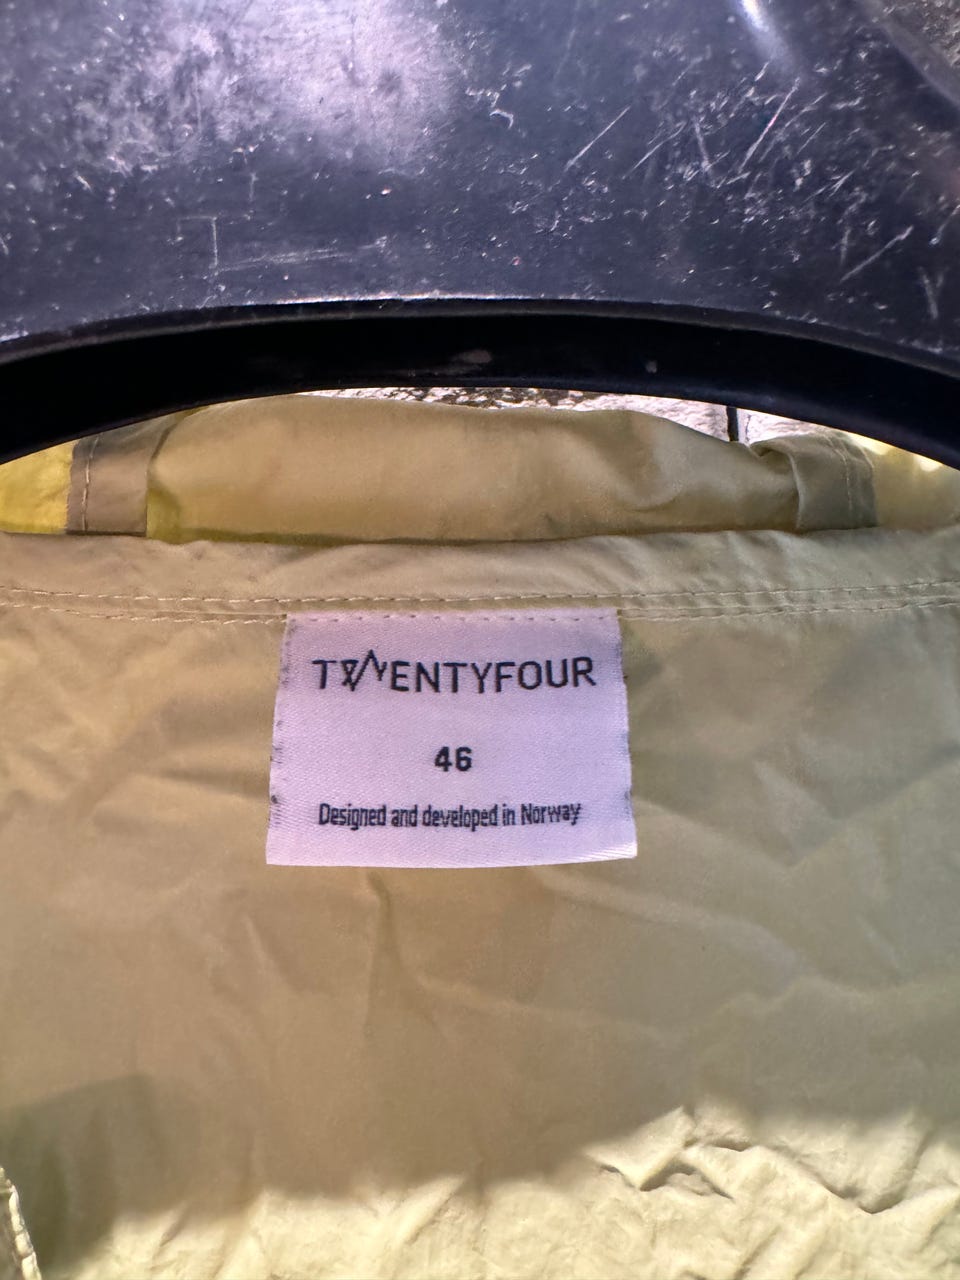 TWENTYFOUR
46
Designed and developed in Norway